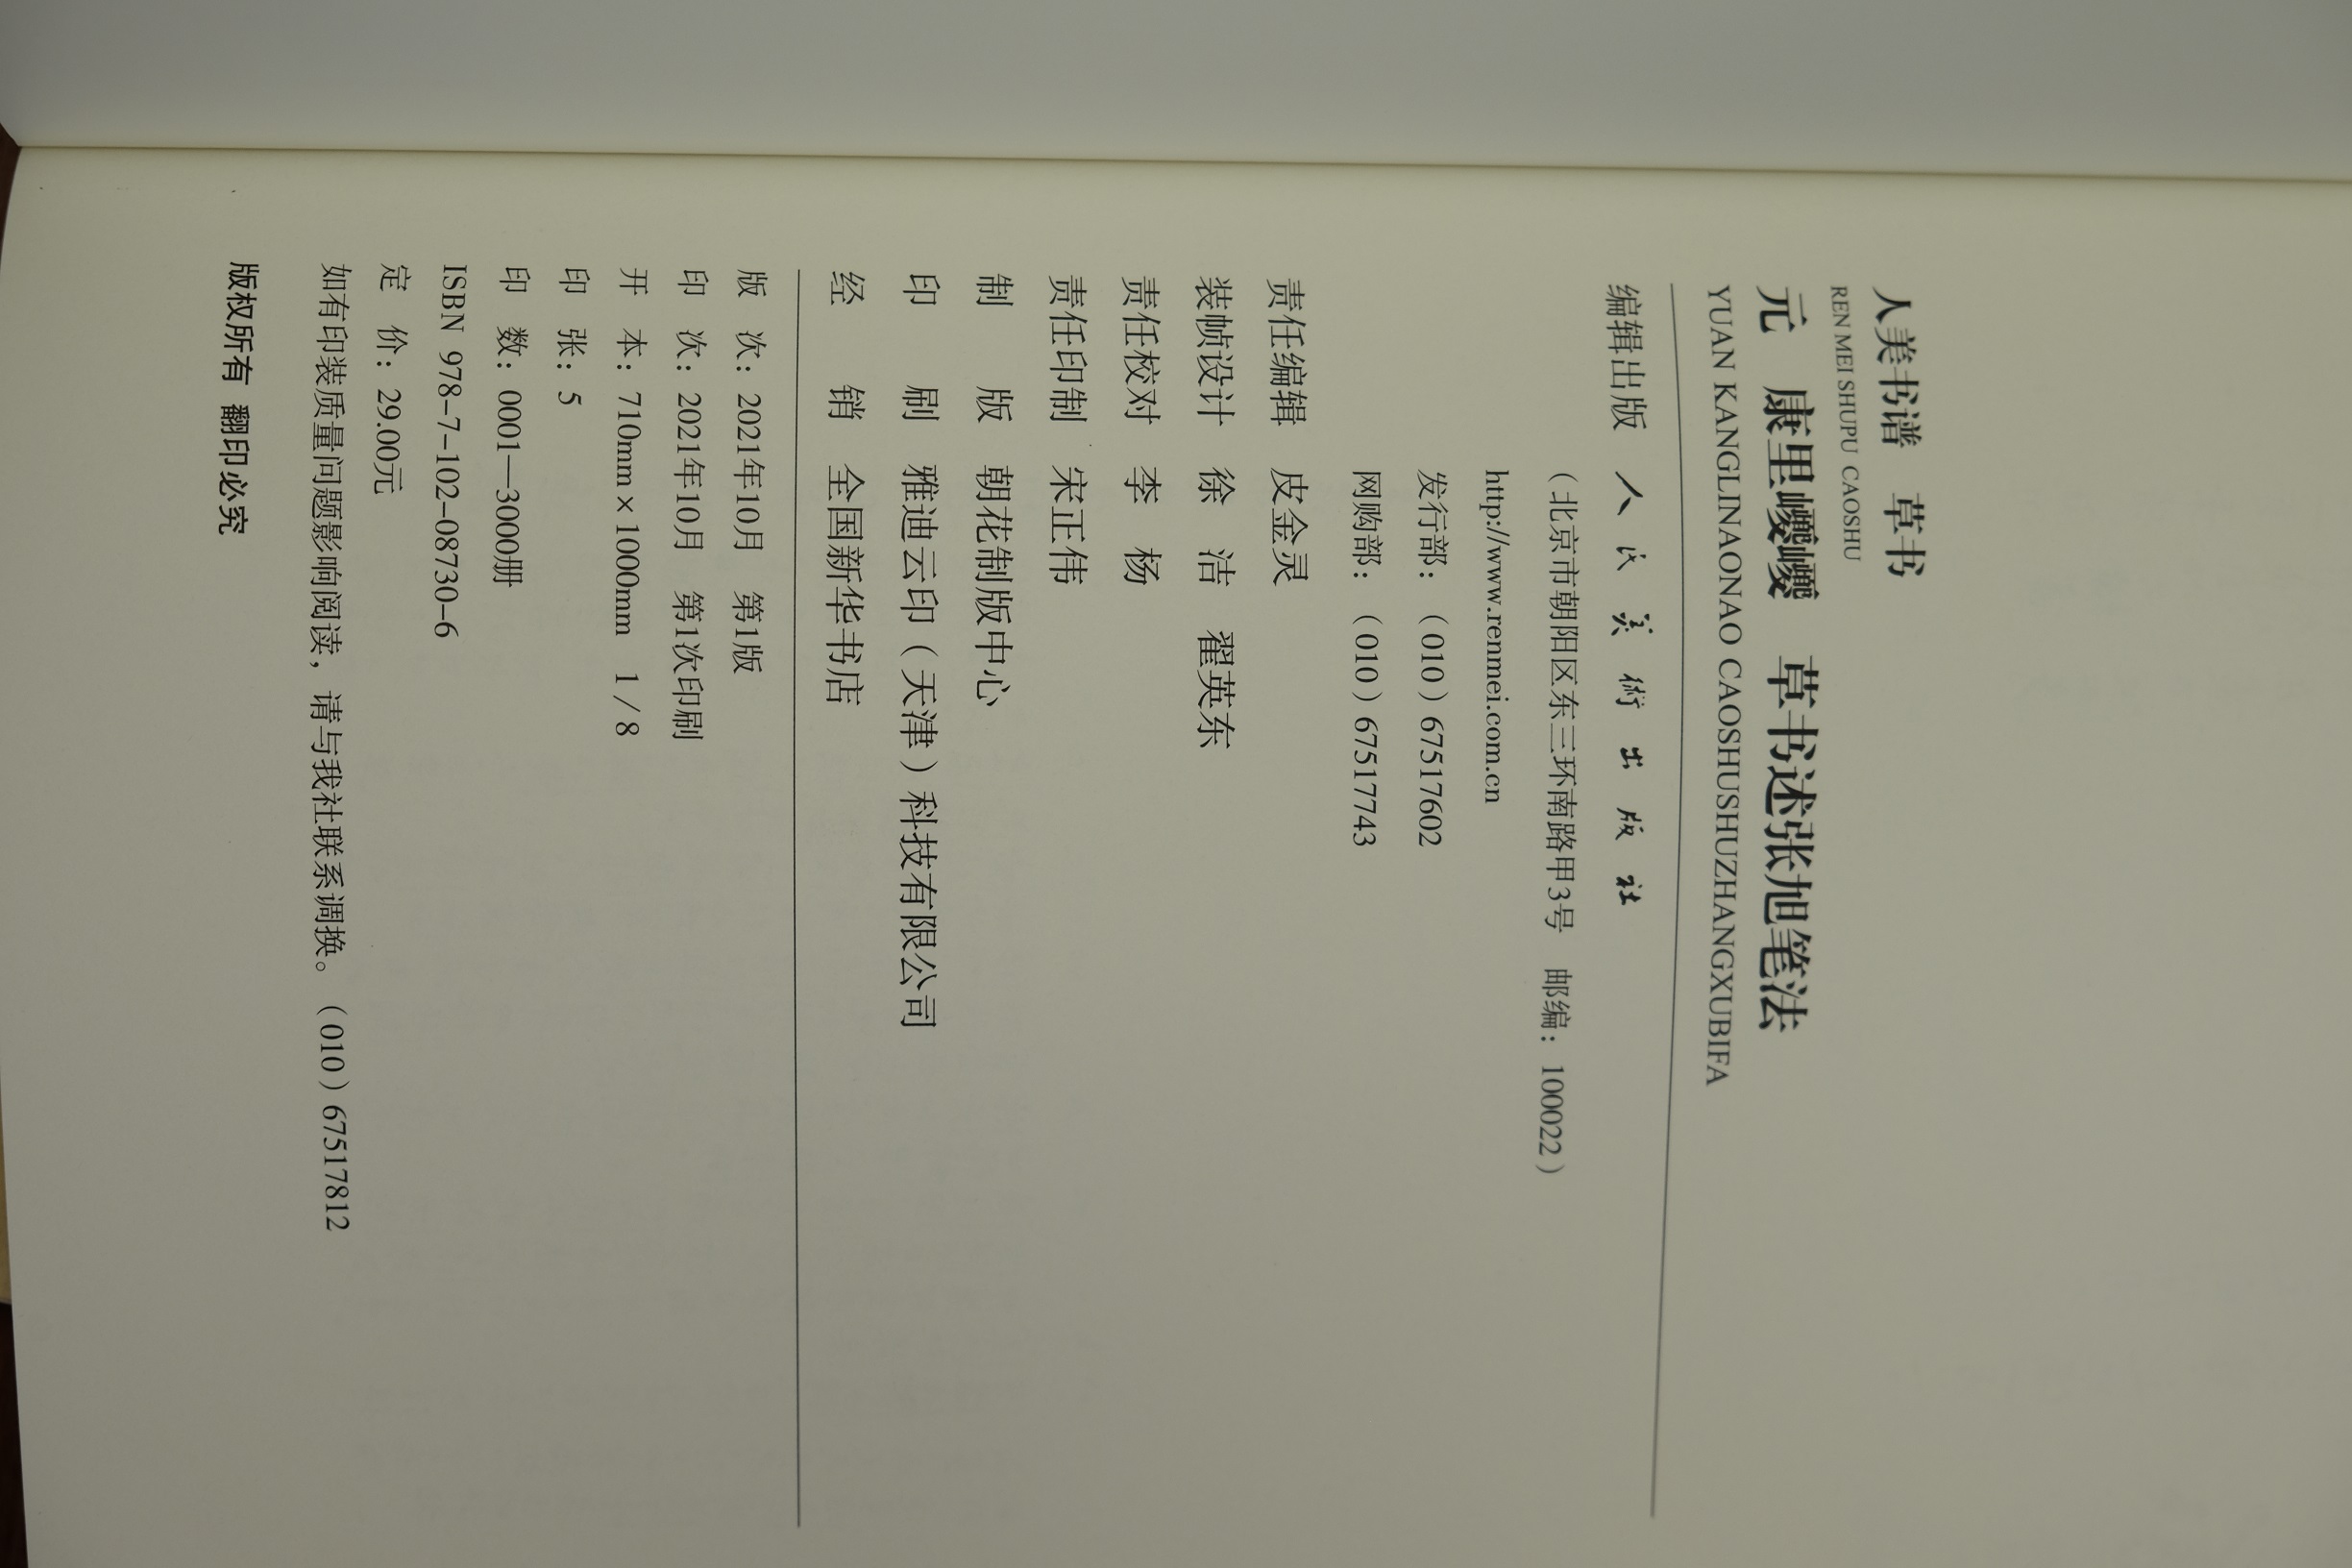 人美书谱 草书
REN MEI SHUPU CAOSHU
元 康里巎巎 草书述张旭笔法
YUAN KANGLINAONAO CAOSHUSHUZHANGXUBIFA
编辑出版 人民美術出版社
（北京市朝阳区东三环南路甲3号 邮编：100022）
http://www.renmei.com.cn
发行部：（010）67517602
网购部：（010）67517743
责任编辑 皮金灵
装帧设计 徐 洁 翟英东
责任校对 李 杨
责任印制 宋正伟
制 版 朝花制版中心
印 刷 雅迪云印（天津）科技有限公司
经 销 全国新华书店
版 次：2021年10月 第1版
印 次：2021年10月 第1次印刷
开 本：710mm×1000mm 1/8
印 张：5
印 数：0001—3000册
ISBN 978-7-102-08730-6
定 价：29.00元
如有印装质量问题影响阅读，请与我社联系调换。（010）67517812
版权所有 翻印必究